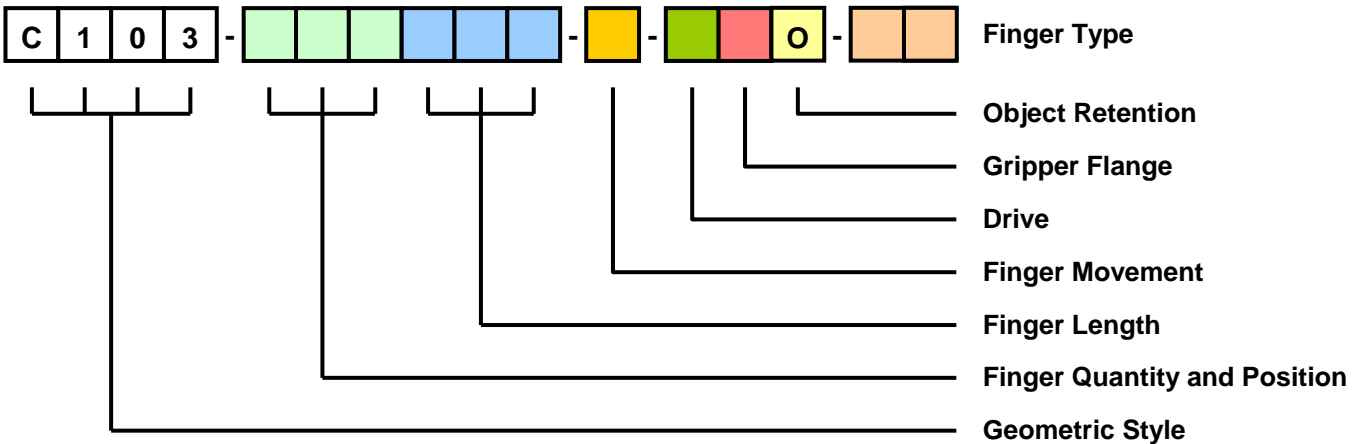 C 1 0 3 - - - O - Finger Type
Object Retention
Gripper Flange
Drive
Finger Movement
Finger Length
Finger Quantity and Position
Geometric Style